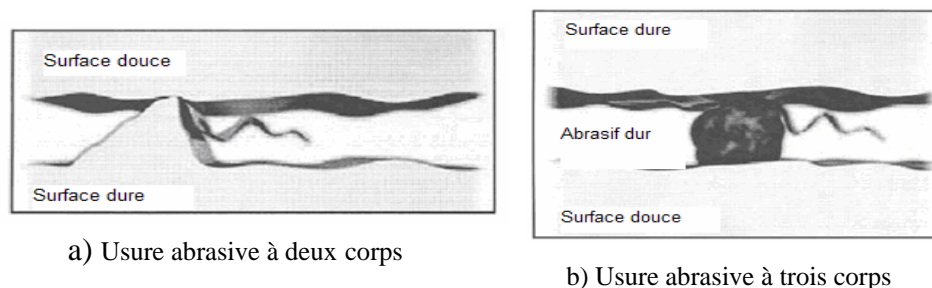 Surface douce
Surface dure
a) Usure abrasive à deux corps
Surface dure
Abrasif dur
Surface douce
b) Usure abrasive à trois corps